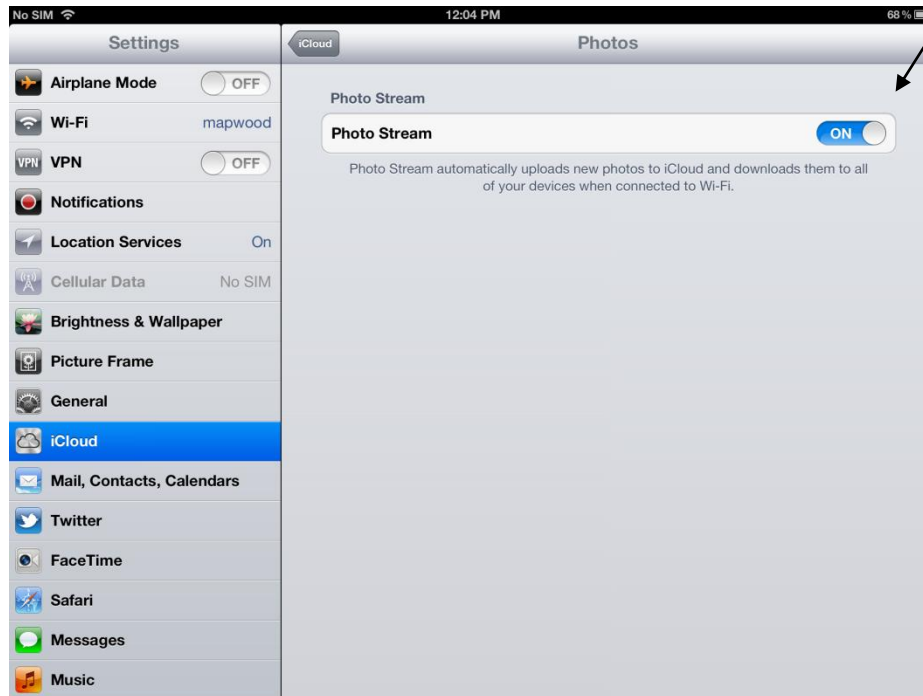 No SIM 12:04 PM 68 %
Settings
iCloud Photos
Airplane Mode OFF
Wi-Fi mapwood
VPN VPN OFF
Notifications
Location Services On
Cellular Data No SIM
Brightness & Wallpaper
Picture Frame
General
iCloud
Mail, Contacts, Calendars
Twitter
FaceTime
Safari
Messages
Music
Photo Stream
Photo Stream ON
Photo Stream automatically uploads new photos to iCloud and downloads them to all
of your devices when connected to Wi-Fi.